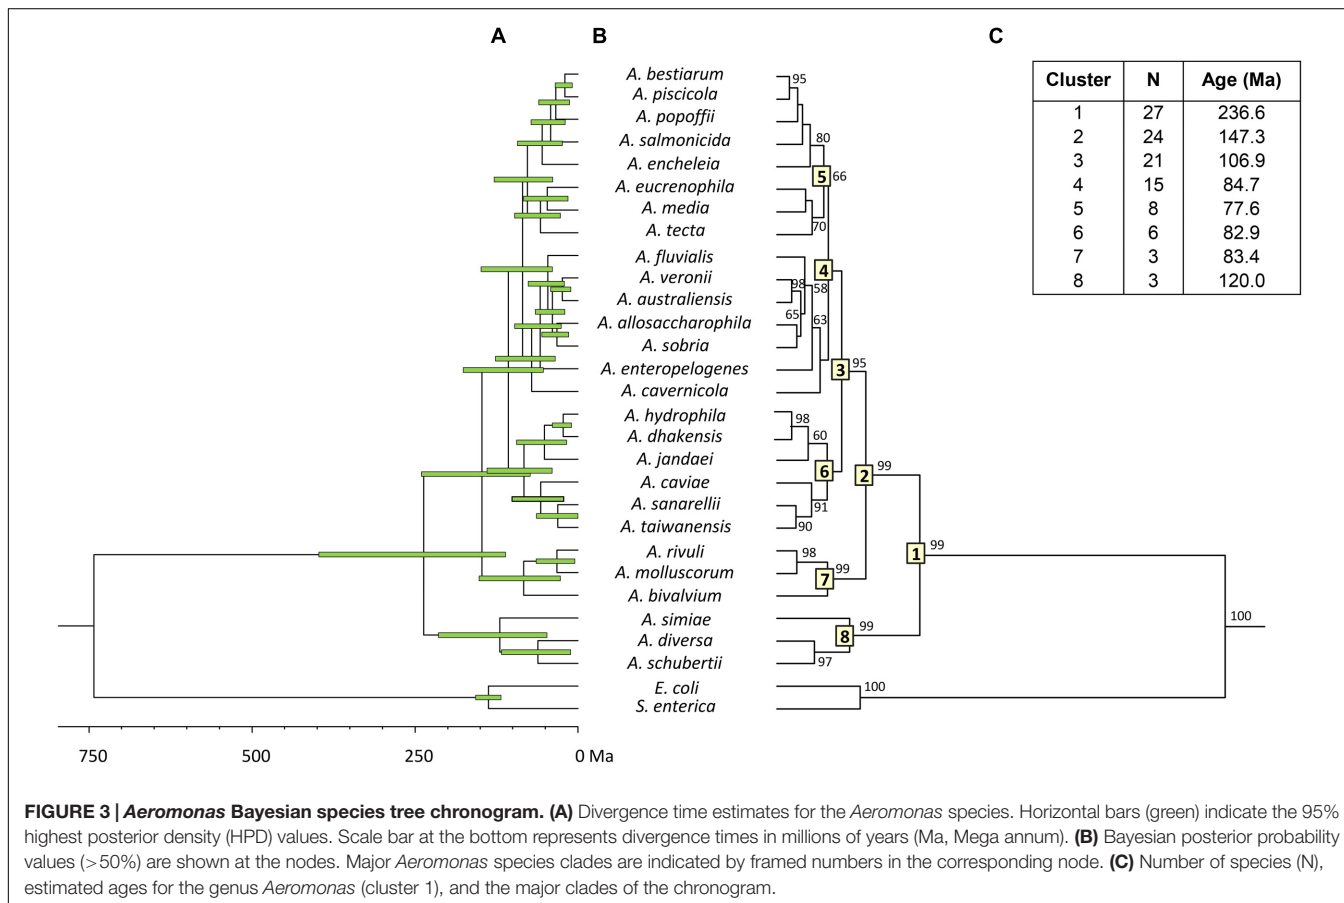 A B C
A. bestiarum
A. piscicola
A. popoffii
A. salmonicida
A. encheleia
A. eucrenophila
A. media
A. tecta
A. fluvialis
A. veronii
A. australiensis
A. allosaccharophila
A. sobria
A. enteropelogenes
A. cavernicola
A. hydrophila
A. dhakensis
A. jandaei
A. caviae
A. sanarellii
A. taiwanensis
A. rivuli
A. molluscorum
A. bivalvium
A. simiae
A. diversa
A. schubertii
E. coli
S. enterica
750 500 250 0 Ma
95
80
5 66
70
4
98 58
65 63
3 95
98
60
6
2 99
91
90
98
99
7
1 99
99
8
97
100
100
Cluster N Age (Ma)
1 27 236.6
2 24 147.3
3 21 106.9
4 15 84.7
5 8 77.6
6 6 82.9
7 3 83.4
8 3 120.0
FIGURE 3 | Aeromonas Bayesian species tree chronogram. (A) Divergence time estimates for the Aeromonas species. Horizontal bars (green) indicate the 95%
highest posterior density (HPD) values. Scale bar at the bottom represents divergence times in millions of years (Ma, Mega annum). (B) Bayesian posterior probability
values (>50%) are shown at the nodes. Major Aeromonas species clades are indicated by framed numbers in the corresponding node. (C) Number of species (N),
estimated ages for the genus Aeromonas (cluster 1), and the major clades of the chronogram.